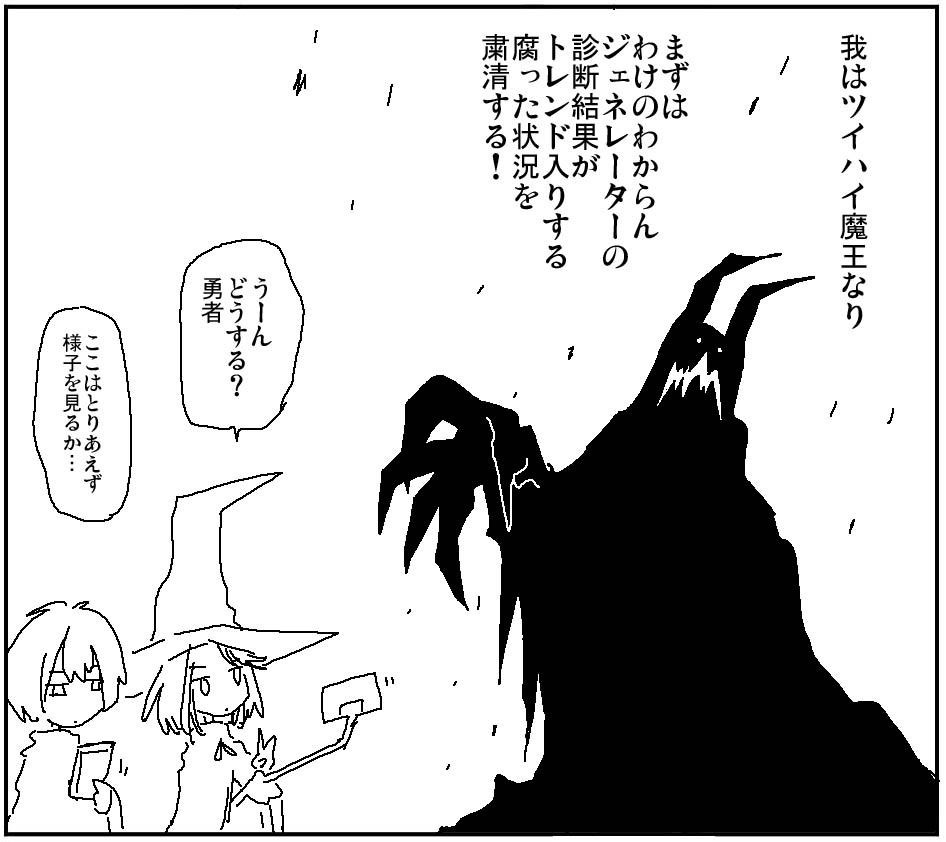 我はツイハイ魔王なり
まずは
わけのわからん
ジェネレーターの
診断結果が
トレンド入りする
腐った状況を
粛清する！
うーん
どうする？
勇者
ここはとりあえず
様子を見るか…